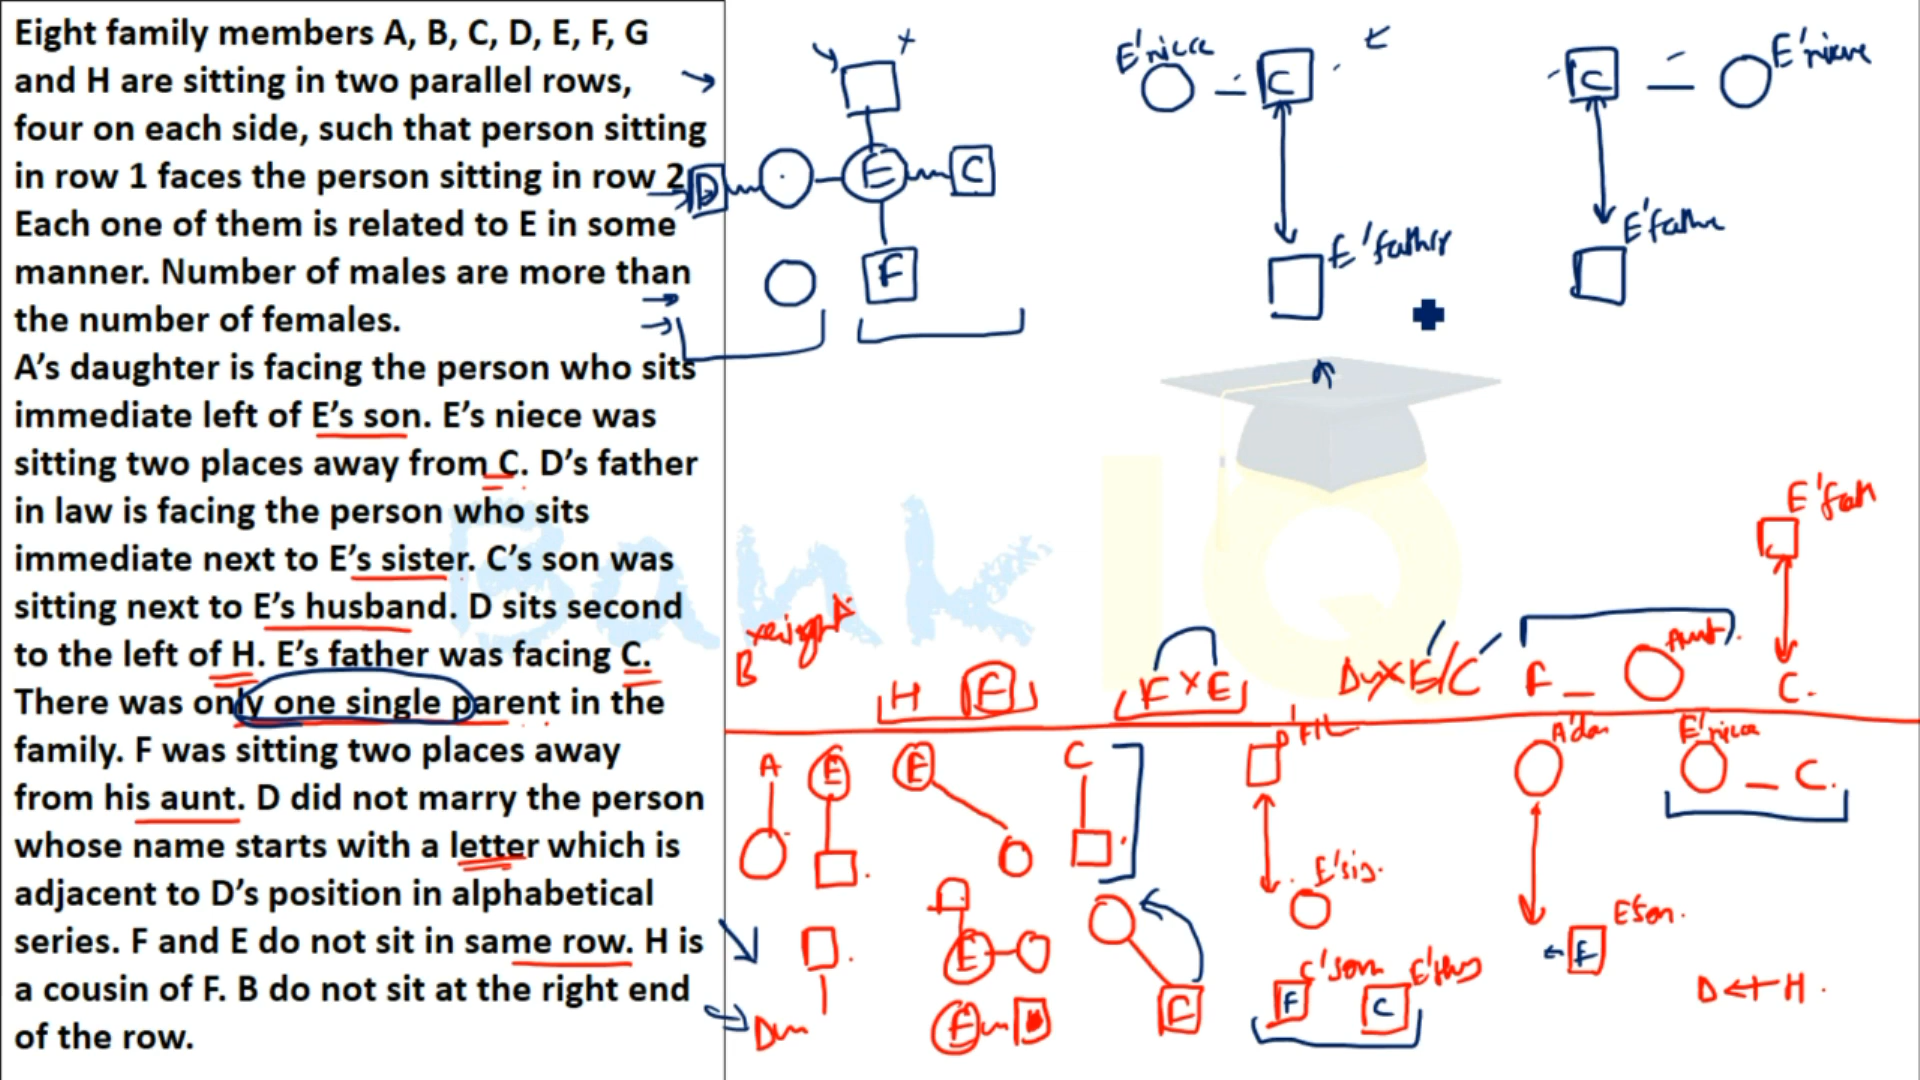 Eight family members A, B, C, D, E, F, G
and H are sitting in two parallel rows,
four on each side, such that person sitting
in row 1 faces the person sitting in row 2.
Each one of them is related to E in some
manner. Number of males are more than
the number of females.
A’s daughter is facing the person who sits
immediate left of E’s son. E’s niece was
sitting two places away from C. D’s father
in law is facing the person who sits
immediate next to E’s sister. C’s son was
sitting next to E’s husband. D sits second
to the left of H. E’s father was facing C.
There was only one single parent in the
family. F was sitting two places away
from his aunt. D did not marry the person
whose name starts with a letter which is
adjacent to D’s position in alphabetical
series. F and E do not sit in same row. H is
a cousin of F. B do not sit at the right end
of the row.
D E C
F
E'niece C
E'father
C E'niece
E'father
Bank IQ
B
H F
F × E
D E/C
F _ Aunt
E'fath
C.
A E E C
D'FIL
E'sis.
A'dau
E'niece _ C.
E'son.
F
D ← H.
E
D
F
C'son E'hus
F C